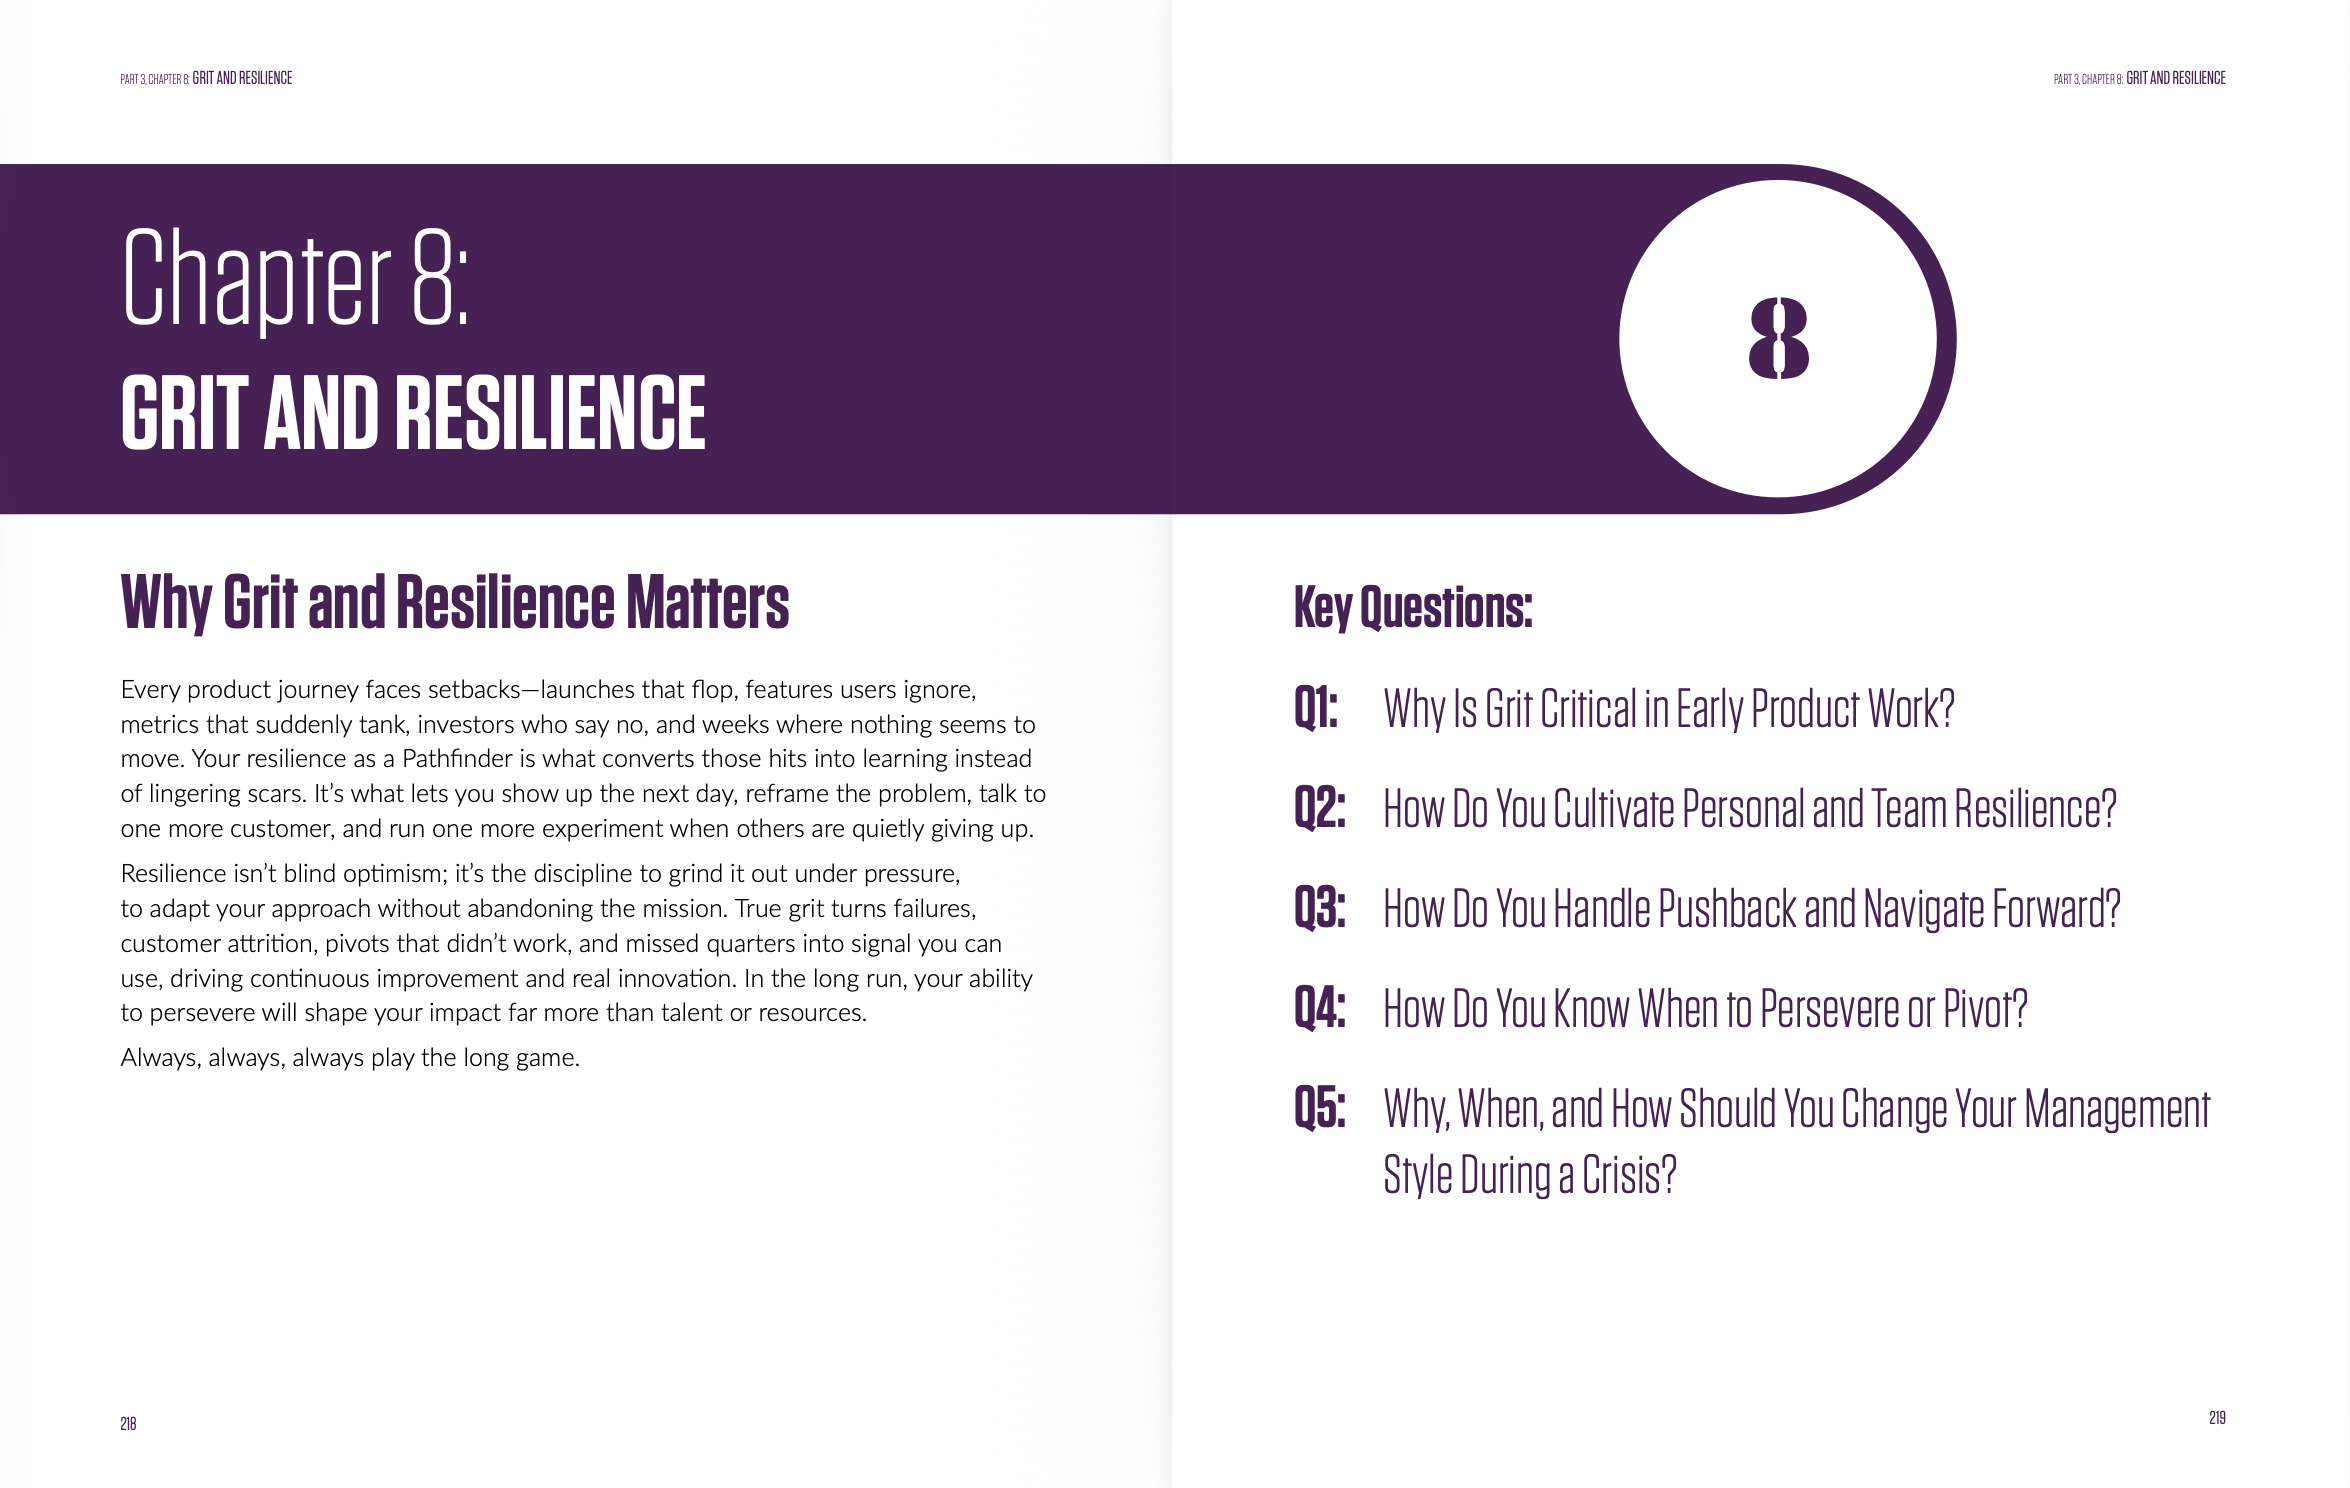 PART 3, CHAPTER 8: GRIT AND RESILIENCE
Chapter 8:
GRIT AND RESILIENCE
Why Grit and Resilience Matters
Every product journey faces setbacks—launches that flop, features users ignore,
metrics that suddenly tank, investors who say no, and weeks where nothing seems to
move. Your resilience as a Pathfinder is what converts those hits into learning instead
of lingering scars. It’s what lets you show up the next day, reframe the problem, talk to
one more customer, and run one more experiment when others are quietly giving up.
Resilience isn’t blind optimism; it’s the discipline to grind it out under pressure,
to adapt your approach without abandoning the mission. True grit turns failures,
customer attrition, pivots that didn’t work, and missed quarters into signal you can
use, driving continuous improvement and real innovation. In the long run, your ability
to persevere will shape your impact far more than talent or resources.
Always, always, always play the long game.
218
PART 3, CHAPTER 8: GRIT AND RESILIENCE
8
Key Questions:
Q1: Why Is Grit Critical in Early Product Work?
Q2: How Do You Cultivate Personal and Team Resilience?
Q3: How Do You Handle Pushback and Navigate Forward?
Q4: How Do You Know When to Persevere or Pivot?
Q5: Why, When, and How Should You Change Your Management
Style During a Crisis?
219